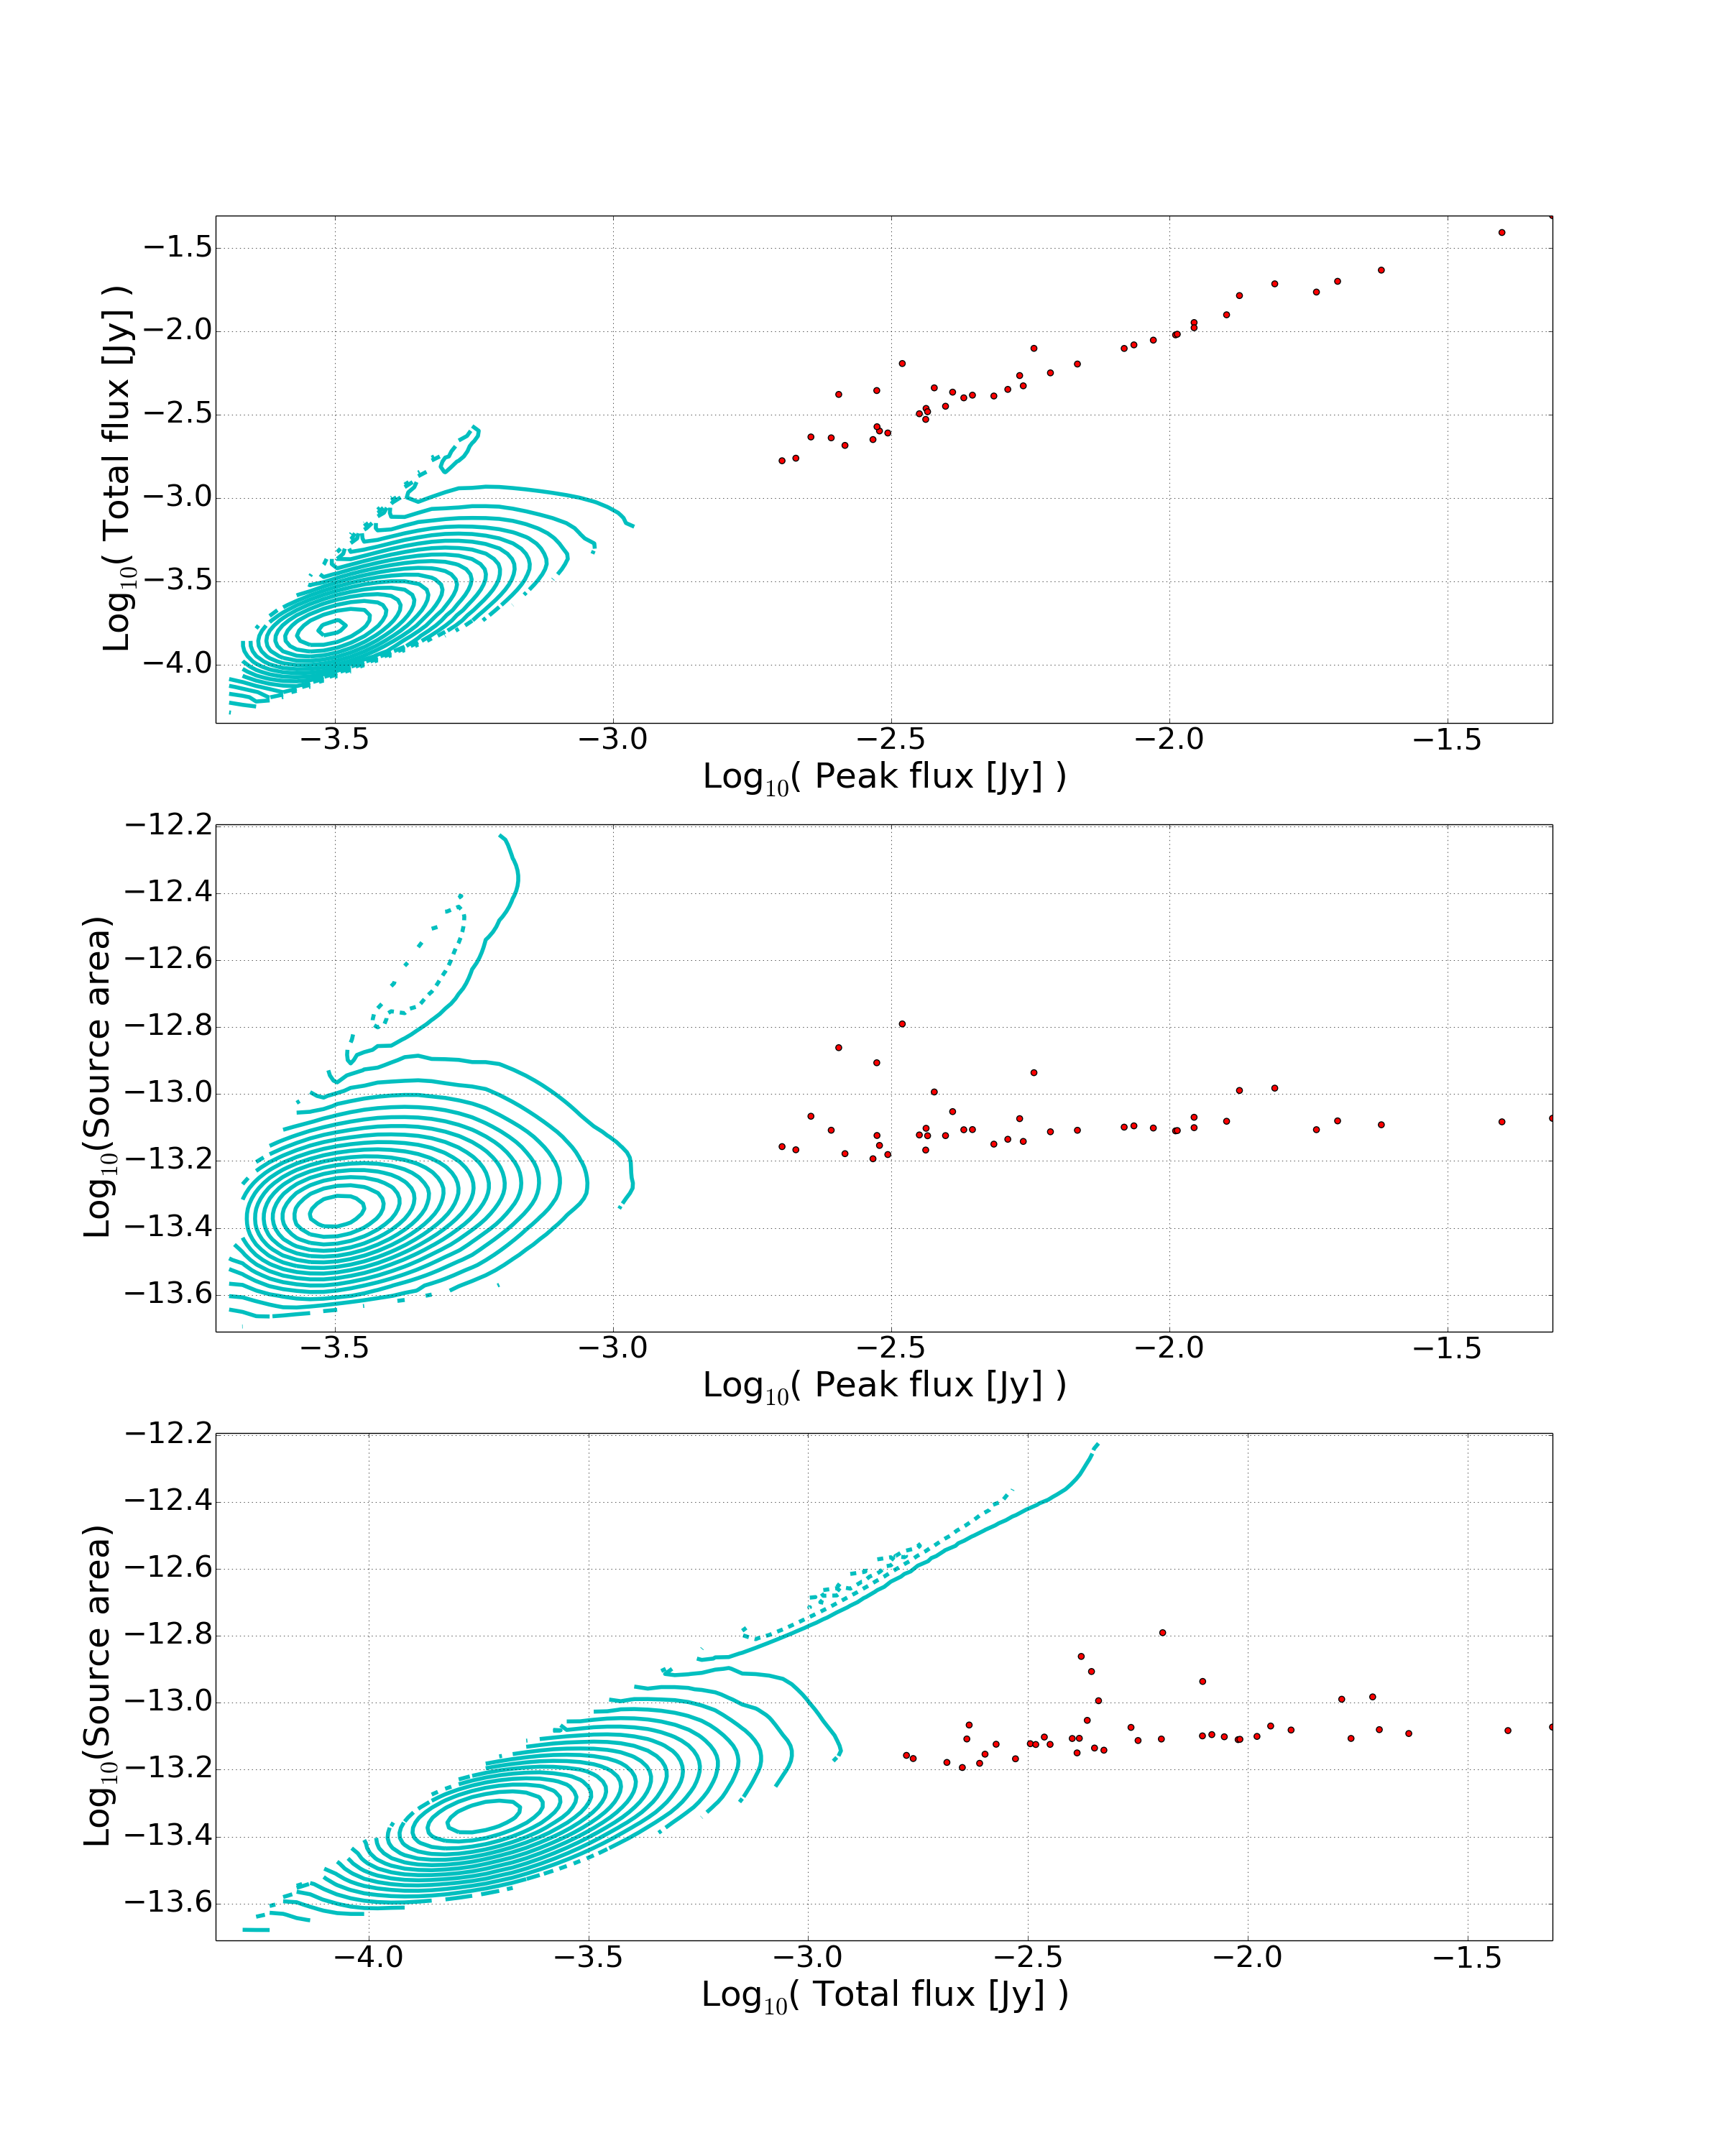 −1.5
−2.0
−2.5
−3.0
−3.5
−4.0
Log10( Total flux [Jy] )
−3.5 −3.0 −2.5 −2.0 −1.5
Log10( Peak flux [Jy] )
−12.2
−12.4
−12.6
−12.8
−13.0
−13.2
−13.4
−13.6
Log10(Source area)
−3.5 −3.0 −2.5 −2.0 −1.5
Log10( Peak flux [Jy] )
−12.2
−12.4
−12.6
−12.8
−13.0
−13.2
−13.4
−13.6
Log10(Source area)
−4.0 −3.5 −3.0 −2.5 −2.0 −1.5
Log10( Total flux [Jy] )